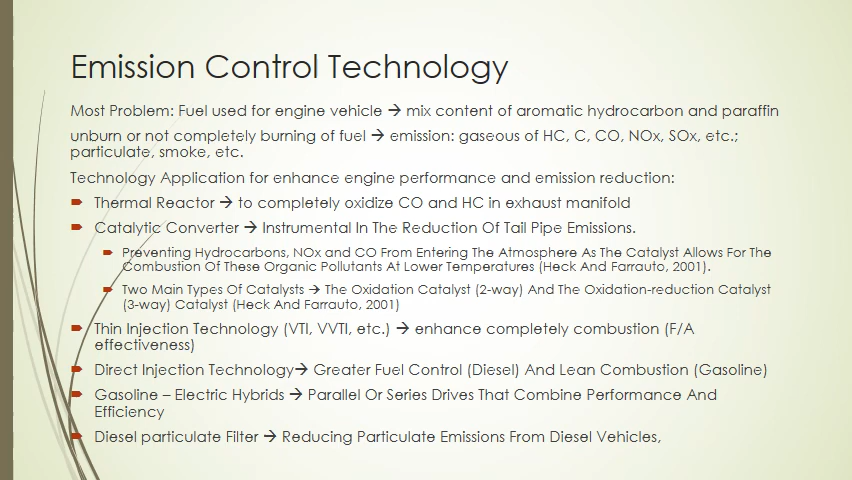 Emission Control Technology
Most Problem: Fuel used for engine vehicle → mix content of aromatic hydrocarbon and paraffin
unburn or not completely burning of fuel → emission: gaseous of HC, C, CO, NOx, SOx, etc.;
particulate, smoke, etc.
Technology Application for enhance engine performance and emission reduction:
Thermal Reactor → to completely oxidize CO and HC in exhaust manifold
Catalytic Converter → Instrumental In The Reduction Of Tail Pipe Emissions.
Preventing Hydrocarbons, NOx and CO From Entering The Atmosphere As The Catalyst Allows For The
Combustion Of These Organic Pollutants At Lower Temperatures (Heck And Farrauto, 2001).
Two Main Types Of Catalysts → The Oxidation Catalyst (2-way) And The Oxidation-reduction Catalyst
(3-way) Catalyst (Heck And Farrauto, 2001)
Thin Injection Technology (VTI, VVTI, etc.) → enhance completely combustion (F/A
effectiveness)
Direct Injection Technology→ Greater Fuel Control (Diesel) And Lean Combustion (Gasoline)
Gasoline – Electric Hybrids → Parallel Or Series Drives That Combine Performance And
Efficiency
Diesel particulate Filter → Reducing Particulate Emissions From Diesel Vehicles,